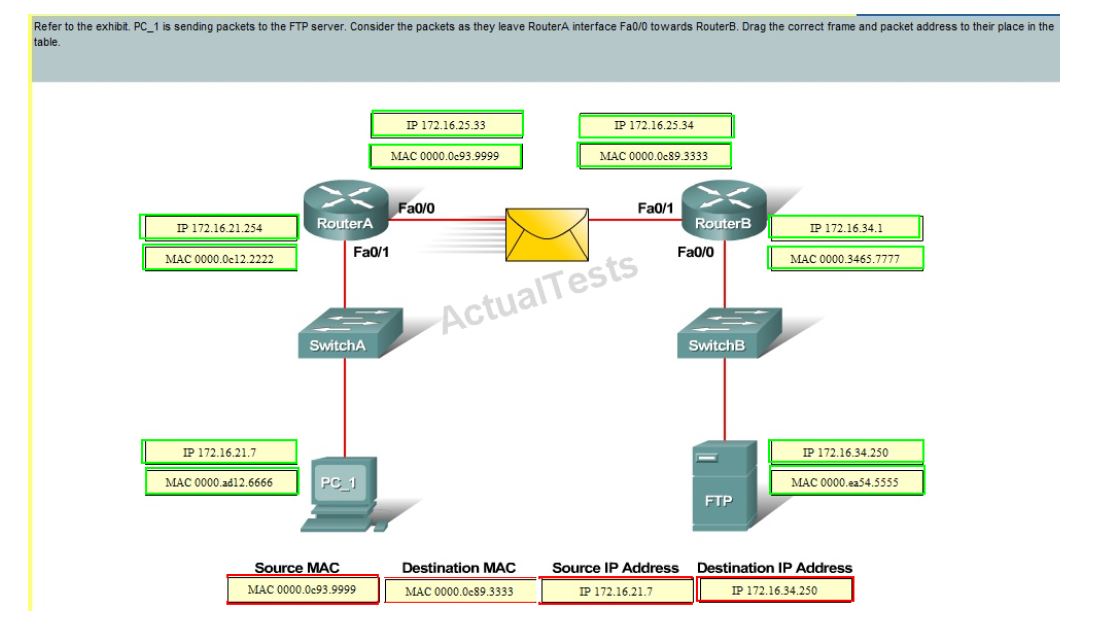 Refer to the exhibit. PC_1 is sending packets to the FTP server. Consider the packets as they leave RouterA interface Fa0/0 towards RouterB. Drag the correct frame and packet address to their place in the
table.
IP 172.16.25.33
IP 172.16.25.34
MAC 0000.0c93.9999
MAC 0000.0c89.3333
Fa0/0
Fa0/1
RouterA
RouterB
IP 172.16.21.254
IP 172.16.34.1
Fa0/1
Fa0/0
MAC 0000.0c12.2222
MAC 0000.3465.7777
ActualTests
SwitchA
SwitchB
IP 172.16.21.7
IP 172.16.34.250
MAC 0000.ad12.6666
PC_1
MAC 0000.ea54.5555
FTP
Source MAC
Destination MAC
Source IP Address
Destination IP Address
MAC 0000.0c93.9999
MAC 0000.0c89.3333
IP 172.16.21.7
IP 172.16.34.250